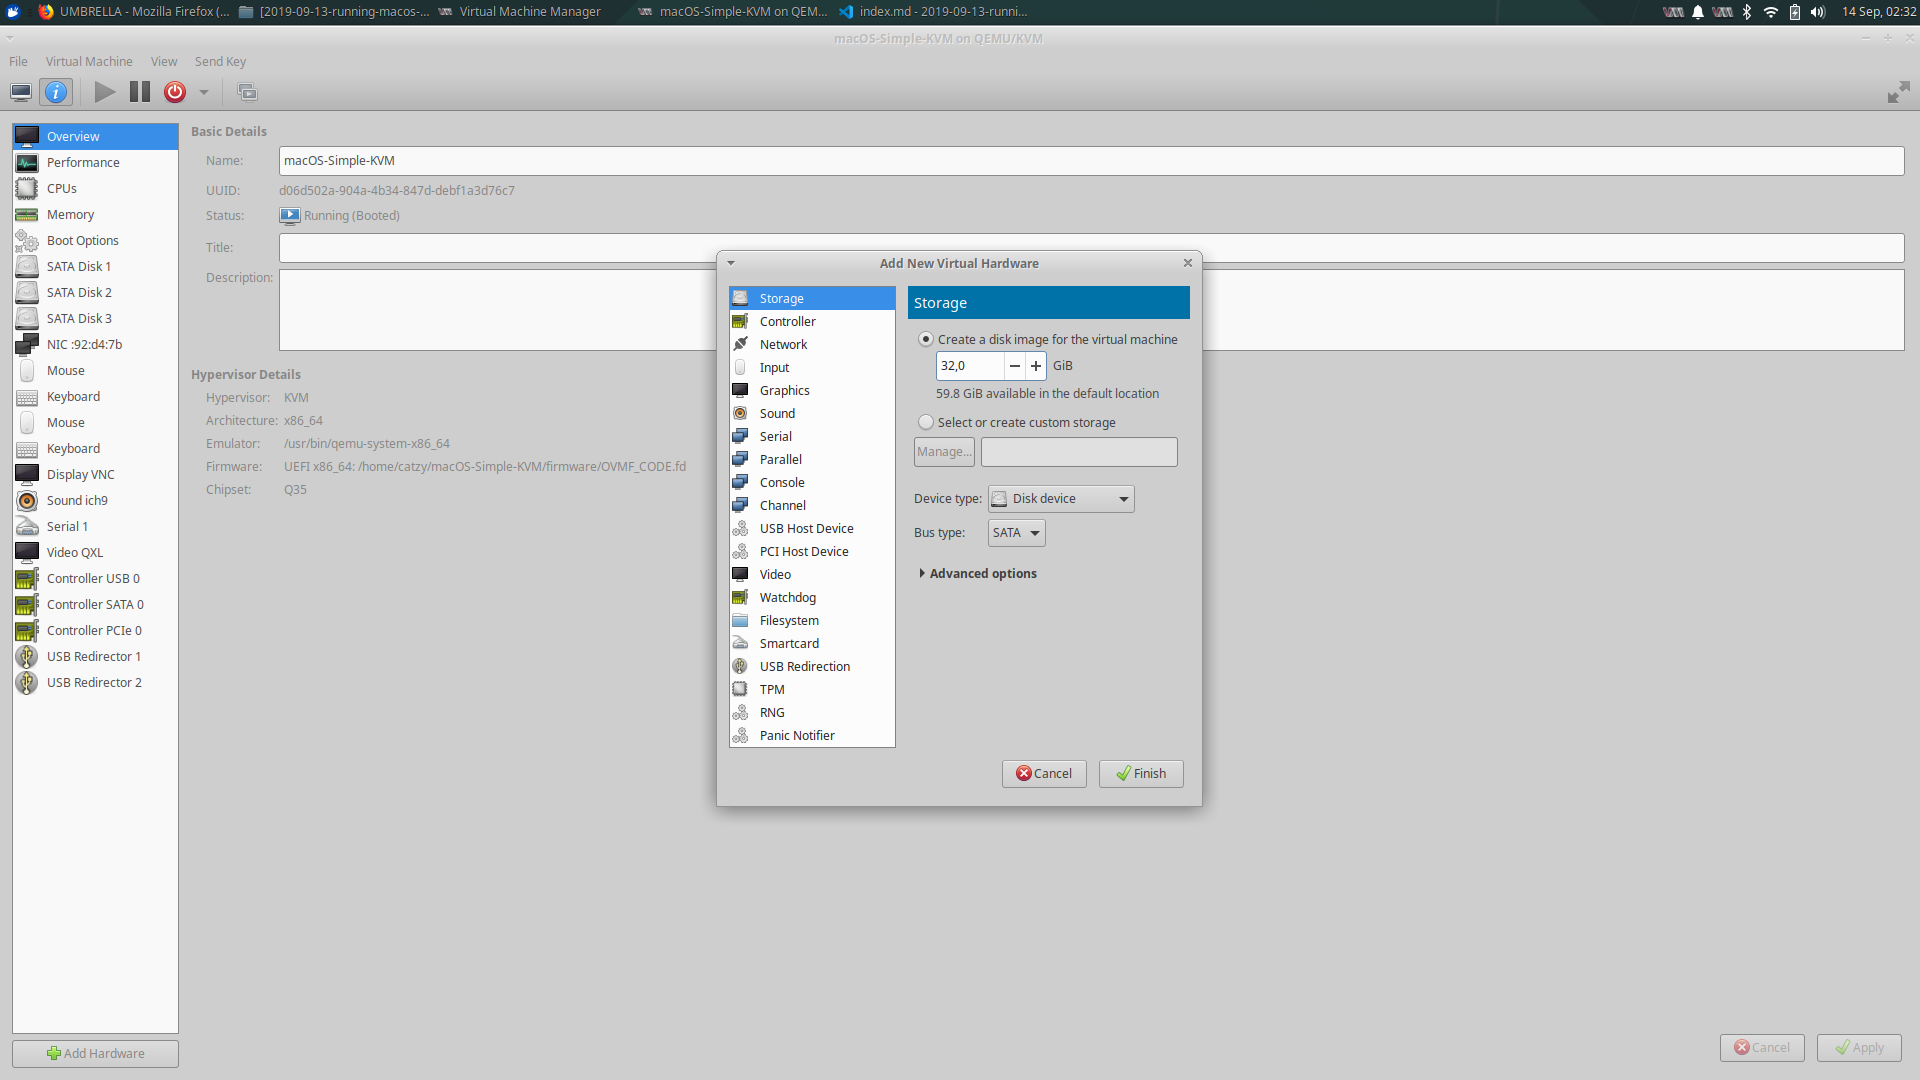 UMBRELLA - Mozilla Firefox (...
[2019-09-13-running-macos-...
Virtual Machine Manager
macOS-Simple-KVM on QEM...
index.md - 2019-09-13-runni...
14 Sep, 02:32
macOS-Simple-KVM on QEMU/KVM
File Virtual Machine View Send Key
Overview
Performance
CPUs
Memory
Boot Options
SATA Disk 1
SATA Disk 2
SATA Disk 3
NIC :92:d4:7b
Mouse
Keyboard
Mouse
Keyboard
Display VNC
Sound ich9
Serial 1
Video QXL
Controller USB 0
Controller SATA 0
Controller PCIe 0
USB Redirector 1
USB Redirector 2
Add Hardware
Basic Details
Name: macOS-Simple-KVM
UUID: d06d502a-904a-4b34-847d-debf1a3d76c7
Status: Running (Booted)
Title:
Description:
Hypervisor Details
Hypervisor: KVM
Architecture: x86_64
Emulator: /usr/bin/qemu-system-x86_64
Firmware: UEFI x86_64: /home/catzy/macOS-Simple-KVM/firmware/OVMF_CODE.fd
Chipset: Q35
Add New Virtual Hardware
Storage
Controller
Network
Input
Graphics
Sound
Serial
Parallel
Console
Channel
USB Host Device
PCI Host Device
Video
Watchdog
Filesystem
Smartcard
USB Redirection
TPM
RNG
Panic Notifier
Storage
Create a disk image for the virtual machine
32,0 GiB
59.8 GiB available in the default location
Select or create custom storage
Manage...
Device type: Disk device
Bus type: SATA
Advanced options
Cancel Finish
Cancel Apply